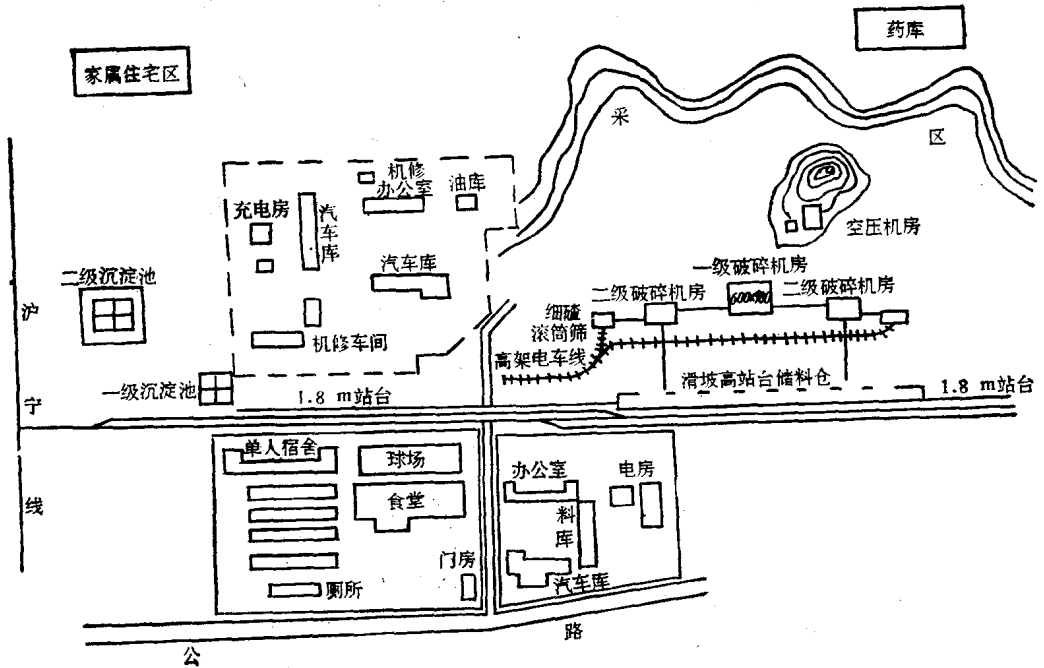 药库
家属住宅区
采区
机修
办公室
油库
充电房
汽车库
空压机房
汽车库
一级破碎机房
二级沉淀池
二级破碎机房
600×900
二级破碎机房
细碴
滚筒筛
沪宁线
机修车间
高架电车线
滑坡高站台储料仓
一级沉淀池
1.8 m站台
1.8 m站台
单人宿舍
球场
办公室
电房
食堂
料库
门房
厕所
汽车库
公路